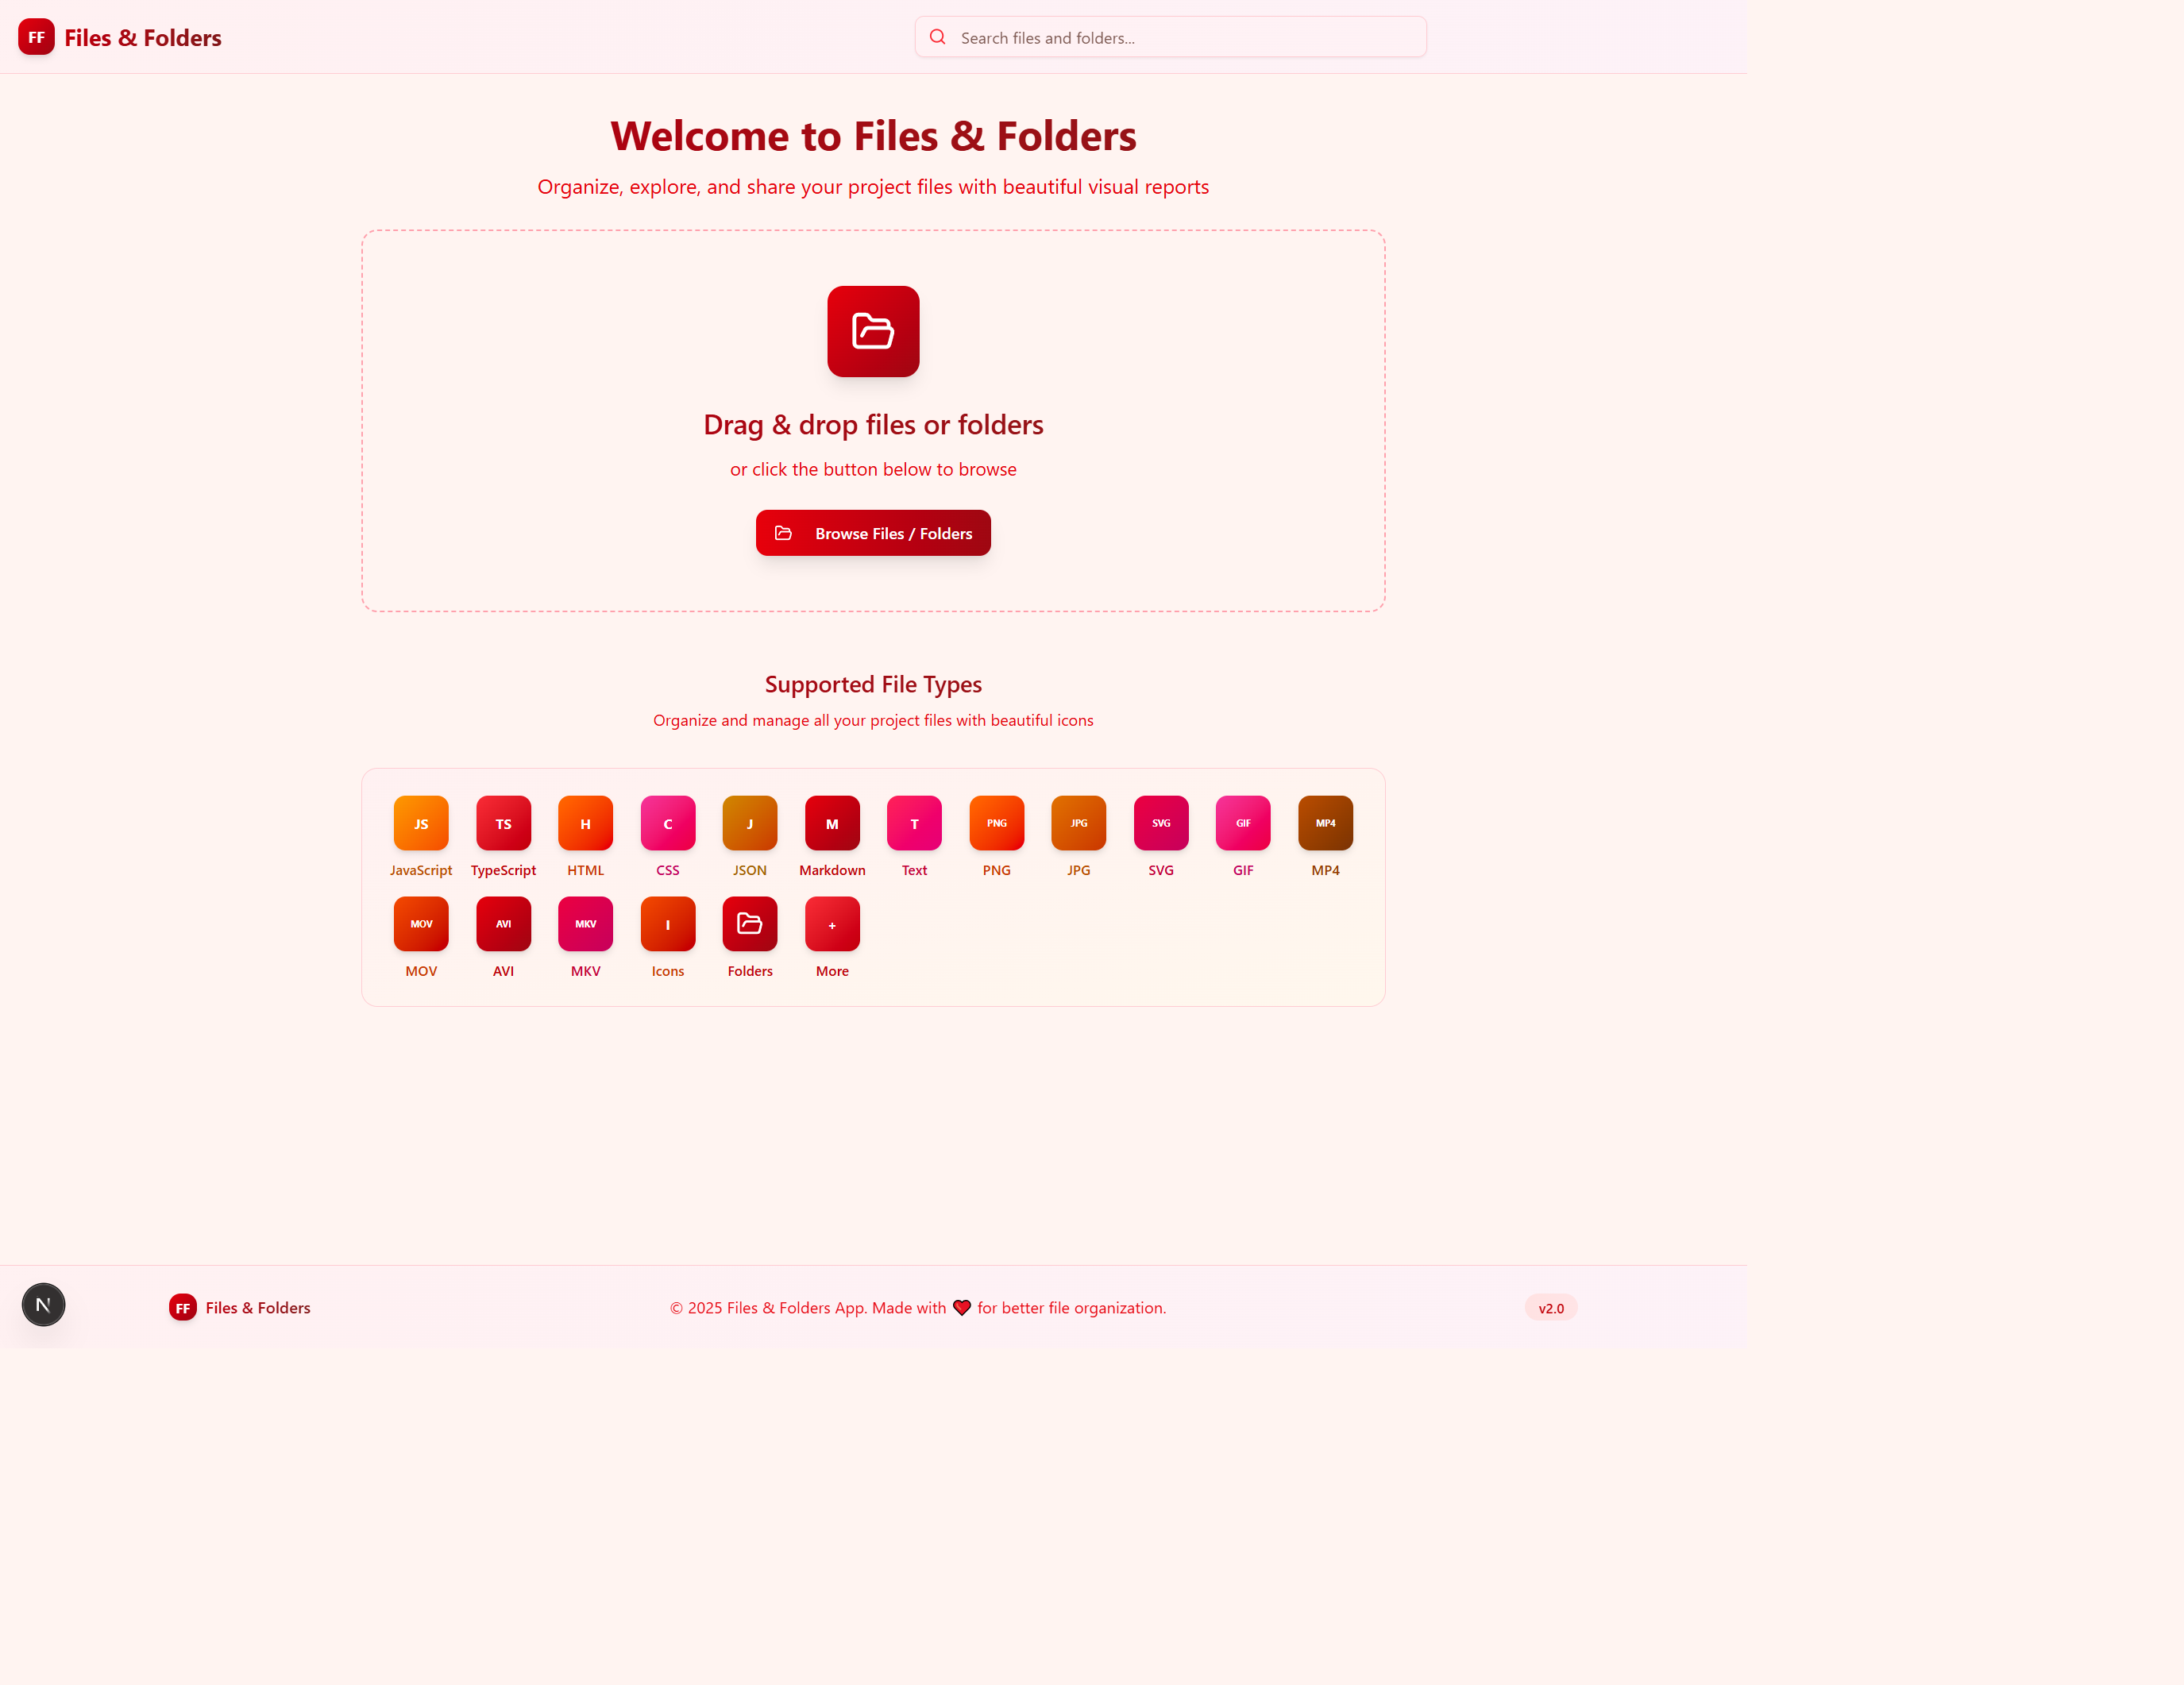 FF Files & Folders
Search files and folders...
Welcome to Files & Folders
Organize, explore, and share your project files with beautiful visual reports
Drag & drop files or folders
or click the button below to browse
Browse Files / Folders
Supported File Types
Organize and manage all your project files with beautiful icons
JS TS H C J M T PNG JPG SVG GIF MP4
JavaScript TypeScript HTML CSS JSON Markdown Text PNG JPG SVG GIF MP4
MOV AVI MKV I +
MOV AVI MKV Icons Folders More
N FF Files & Folders © 2025 Files & Folders App. Made with ❤️ for better file organization. v2.0